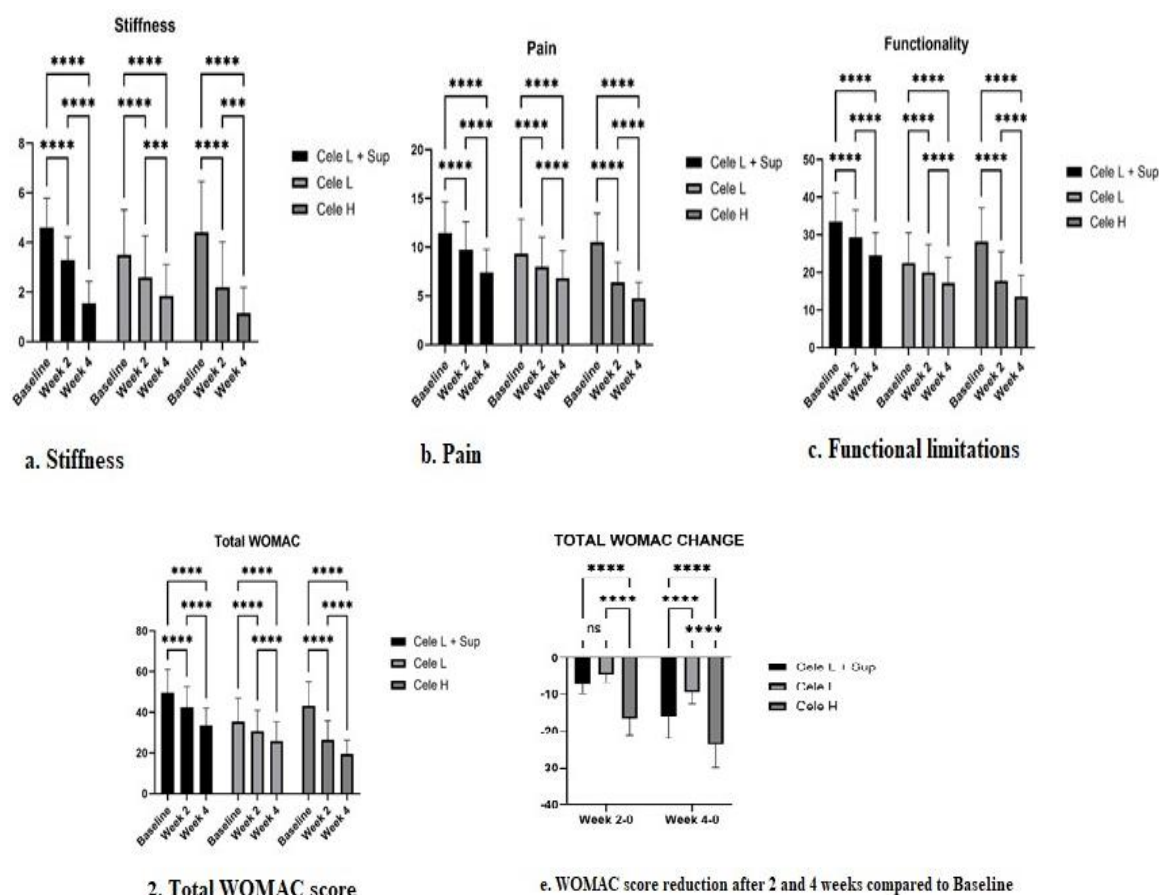 Stiffness
****
****
****
****
****
***
****
***
****
8
6
4
2
0
Baseline
Week 2
Week 4
Baseline
Week 2
Week 4
Baseline
Week 2
Week 4
Cele L + Sup
Cele L
Cele H
a. Stiffness
Pain
****
****
****
****
****
****
****
****
****
20
15
10
5
0
Baseline
Week 2
Week 4
Baseline
Week 2
Week 4
Baseline
Week 2
Week 4
Cele L + Sup
Cele L
Cele H
b. Pain
Functionality
****
****
****
****
****
****
****
****
****
50
40
30
20
10
0
Baseline
Week 2
Week 4
Baseline
Week 2
Week 4
Baseline
Week 2
Week 4
Cele L + Sup
Cele L
Cele H
c. Functional limitations
Total WOMAC
****
****
****
****
****
****
****
****
****
80
60
40
20
0
Baseline
Week 2
Week 4
Baseline
Week 2
Week 4
Baseline
Week 2
Week 4
Cele L + Sup
Cele L
Cele H
2. Total WOMAC score
TOTAL WOMAC CHANGE
****
****
****
****
ns
****
0
-10
-20
-30
-40
Week 2-0
Week 4-0
Cele L + Sup
Cele L
Cele H
e. WOMAC score reduction after 2 and 4 weeks compared to Baseline